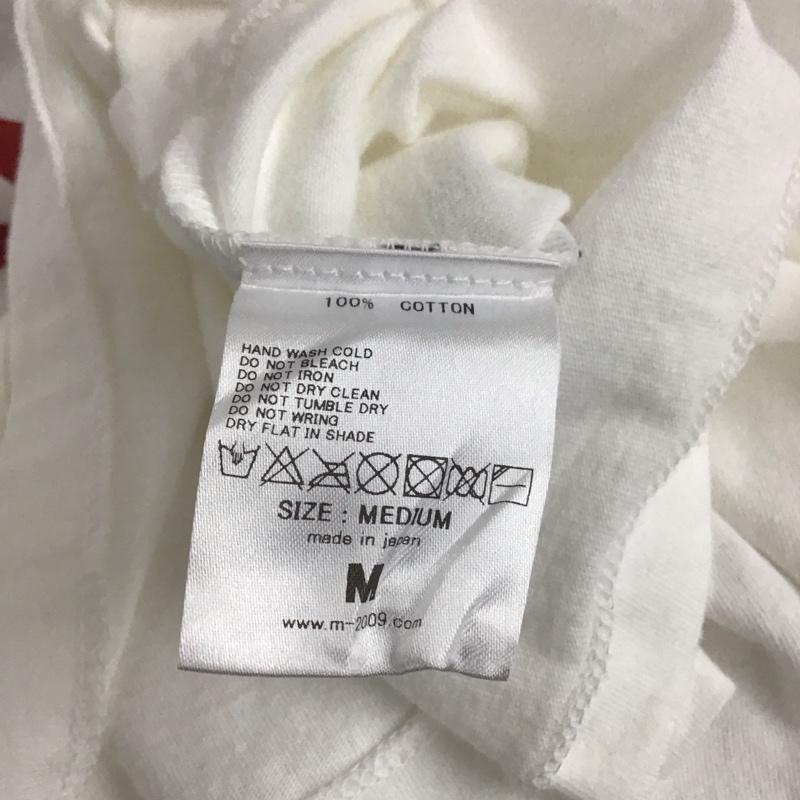 100% COTTON
HAND WASH COLD
DO NOT BLEACH
DO NOT IRON
DO NOT DRY CLEAN
DO NOT TUMBLE DRY
DO NOT WRING
DRY FLAT IN SHADE
SIZE : MEDIUM
made in japan
M
www.m-2009.com